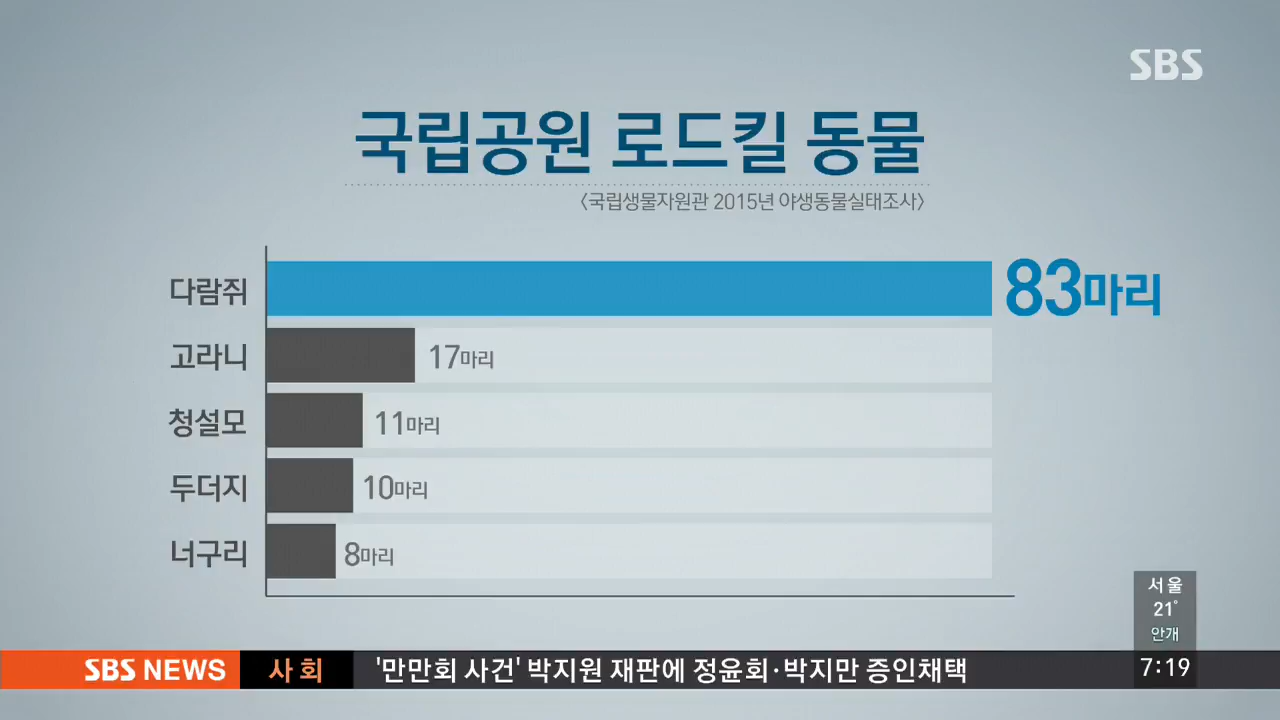 SBS
국립공원 로드킬 동물
〈국립생물자원관 2015년 야생동물실태조사〉
다람쥐 83마리
고라니 17마리
청설모 11마리
두더지 10마리
너구리 8마리
서울
21°
안개
7:19
SBS NEWS 사회 '만만회 사건' 박지원 재판에 정윤회·박지만 증인채택